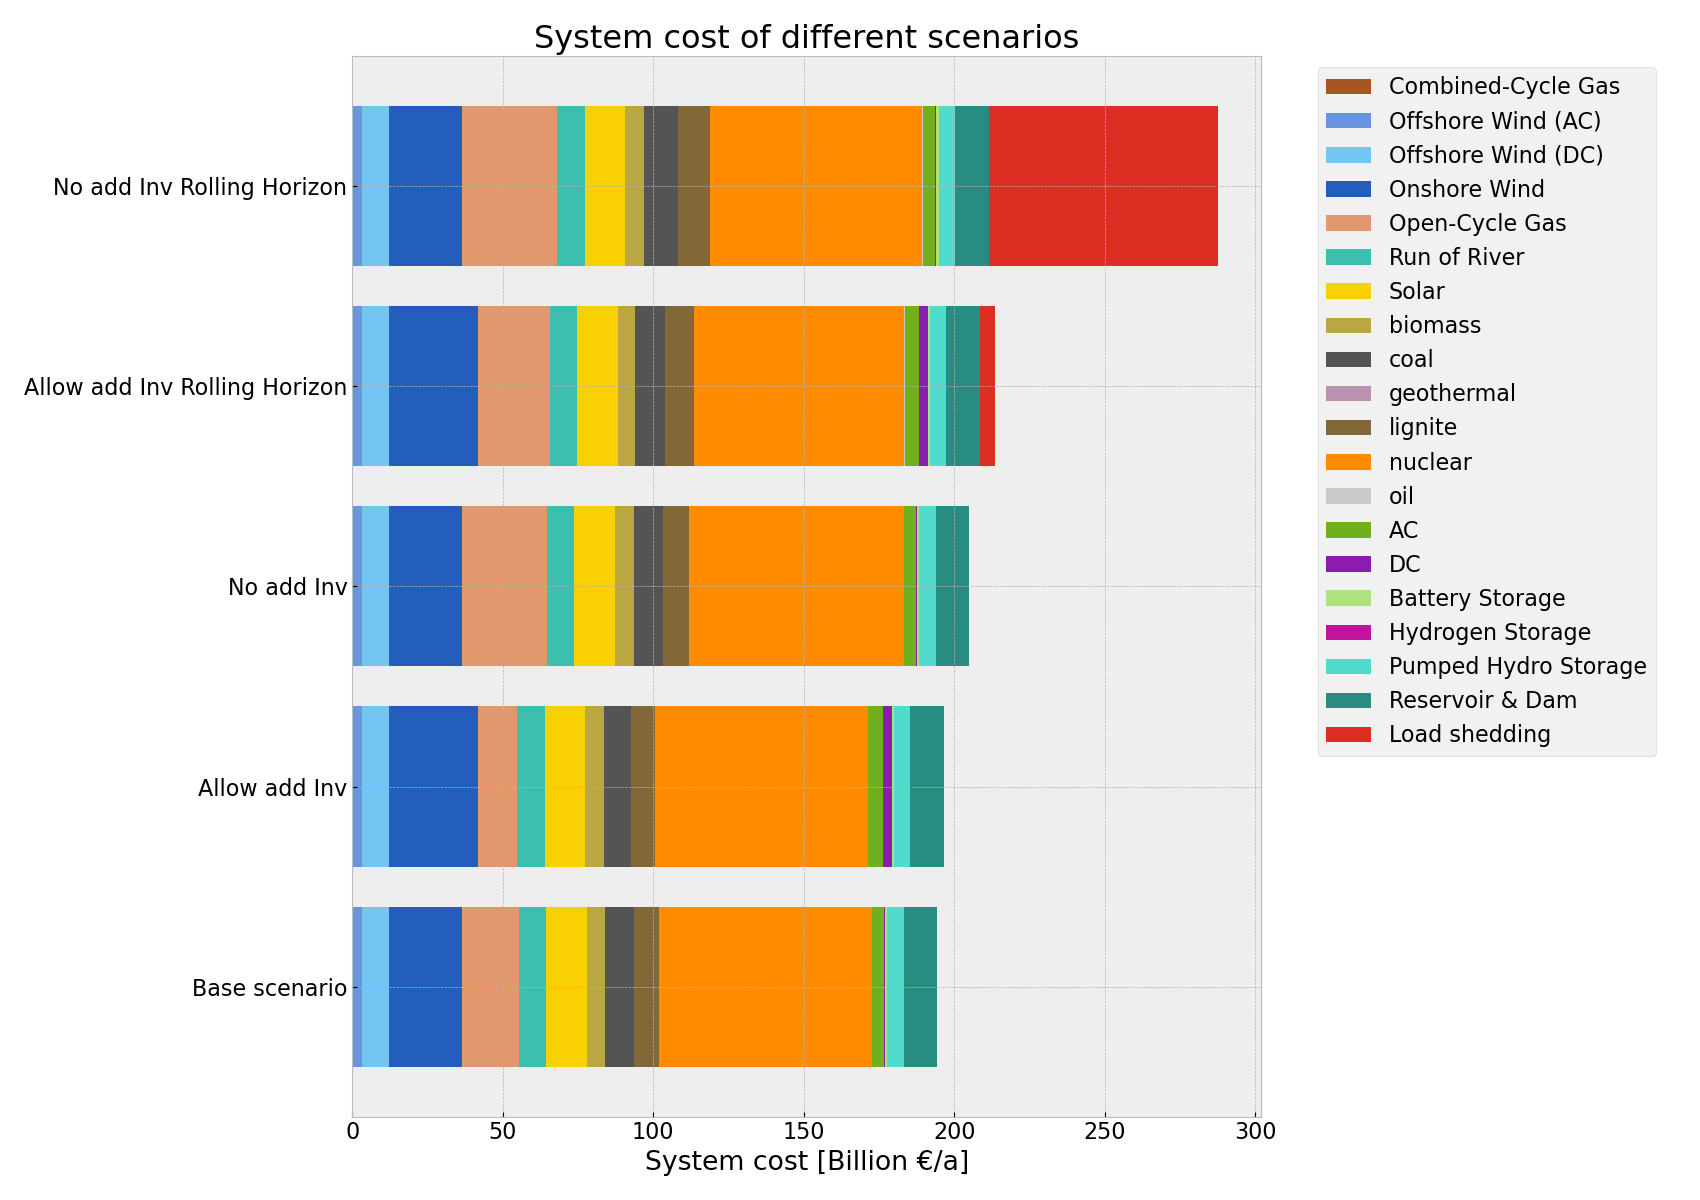 System cost of different scenarios
No add Inv Rolling Horizon
Allow add Inv Rolling Horizon
No add Inv
Allow add Inv
Base scenario
0 50 100 150 200 250 300
System cost [Billion €/a]
Combined-Cycle Gas
Offshore Wind (AC)
Offshore Wind (DC)
Onshore Wind
Open-Cycle Gas
Run of River
Solar
biomass
coal
geothermal
lignite
nuclear
oil
AC
DC
Battery Storage
Hydrogen Storage
Pumped Hydro Storage
Reservoir & Dam
Load shedding